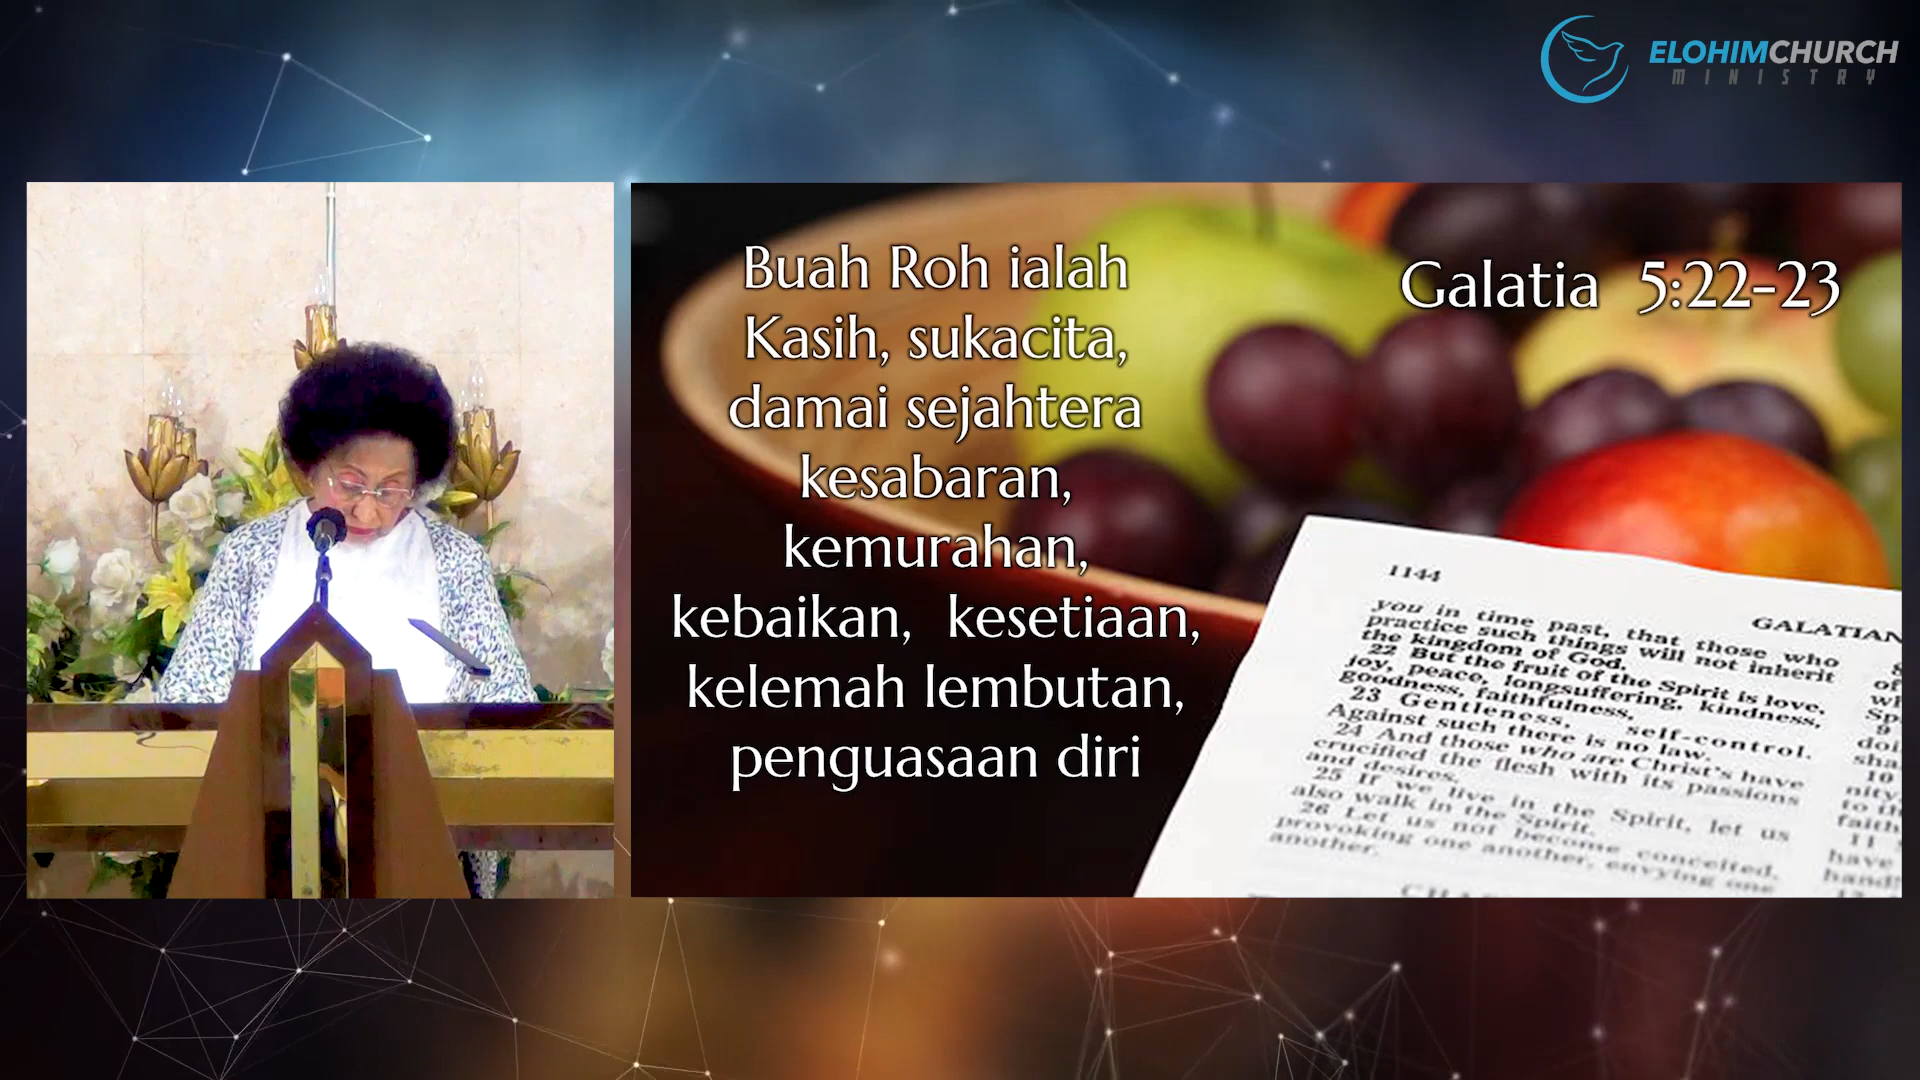 ELOHIMCHURCH
MINISTRY
Buah Roh ialah
Kasih, sukacita,
damai sejahtera
kesabaran,
kemurahan,
kebaikan, kesetiaan,
kelemah lembutan,
penguasaan diri
Galatia 5:22-23
1144
GALATIAN
you in time past, that those who
practice such things will not inherit
the kingdom of God.
22 But the fruit of the Spirit is love,
joy, peace, longsuffering, kindness,
goodness, faithfulness,
23 Gentleness, self-control.
Against such there is no law.
24 And those who are Christ's have
crucified the flesh with its passions
and desires.
25 If we live in the Spirit, let us
also walk in the Spirit.
26 Let us not become conceited,
provoking one another, envying one
another.